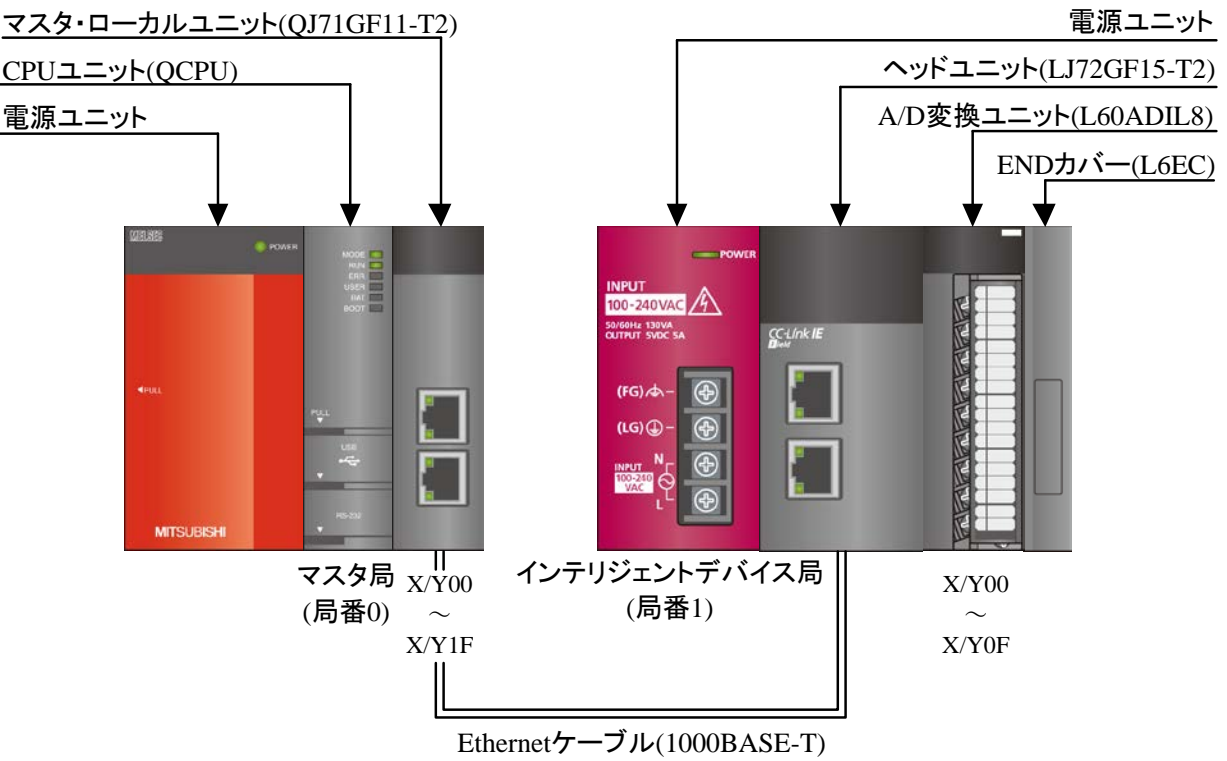 マスタ・ローカルユニット(QJ71GF11-T2)
CPUユニット(QCPU)
電源ユニット
電源ユニット
ヘッドユニット(LJ72GF15-T2)
A/D変換ユニット(L60ADIL8)
ENDカバー(L6EC)
MELSEC
POWER
MODE
RUN
ERR
USER
BAT
BOOT
PULL
PULL
USB
RS-232
MITSUBISHI
POWER
INPUT
100-240VAC
50/60Hz 130VA
OUTPUT 5VDC 5A
(FG)
(LG)
N
INPUT
100-240
VAC
L
CC-Link IE
Field
マスタ局
(局番0)
X/Y00
～
X/Y1F
インテリジェントデバイス局
(局番1)
X/Y00
～
X/Y0F
Ethernetケーブル(1000BASE-T)